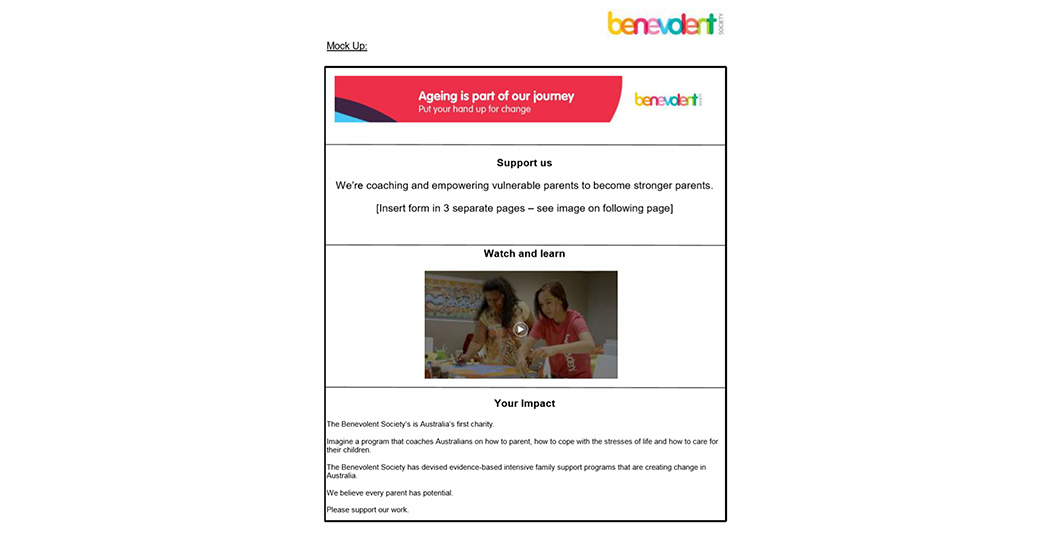 benevolent
SOCIETY
Mock Up:
Ageing is part of our journey
Put your hand up for change
benevolent
Support us
We're coaching and empowering vulnerable parents to become stronger parents.
[Insert form in 3 separate pages – see image on following page]
Watch and learn
Your Impact
The Benevolent Society's is Australia's first charity.
Imagine a program that coaches Australians on how to parent, how to cope with the stresses of life and how to care for
their children.
The Benevolent Society has devised evidence-based intensive family support programs that are creating change in
Australia.
We believe every parent has potential.
Please support our work.